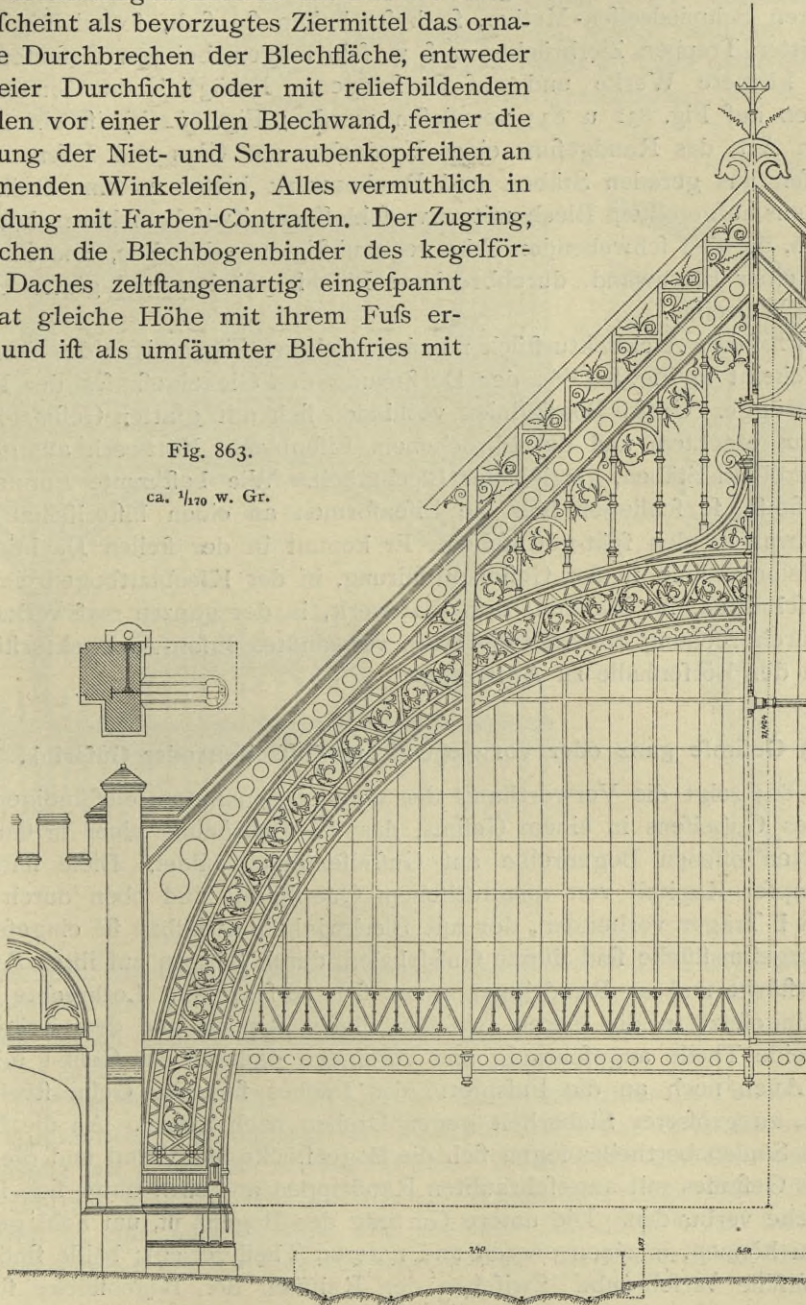 ſcheint als bevorzugtes Ziermittel das orna-
Durchbrechen der Blechfläche, entweder
eier Durchſicht oder mit reliefbildendem
den vor einer vollen Blechwand, ferner die
ung der Niet- und Schraubenkopfreihen an
menden Winkeleiſen, Alles vermuthlich in
dung mit Farben-Contraſten. Der Zugring,
chen die Blechbogenbinder des kegelför-
Daches zeltſtangenartig eingeſpannt
at gleiche Höhe mit ihrem Fuſs er-
und iſt als umſäumter Blechfries mit
Fig. 863.
ca. 1/170 w. Gr.
7,40